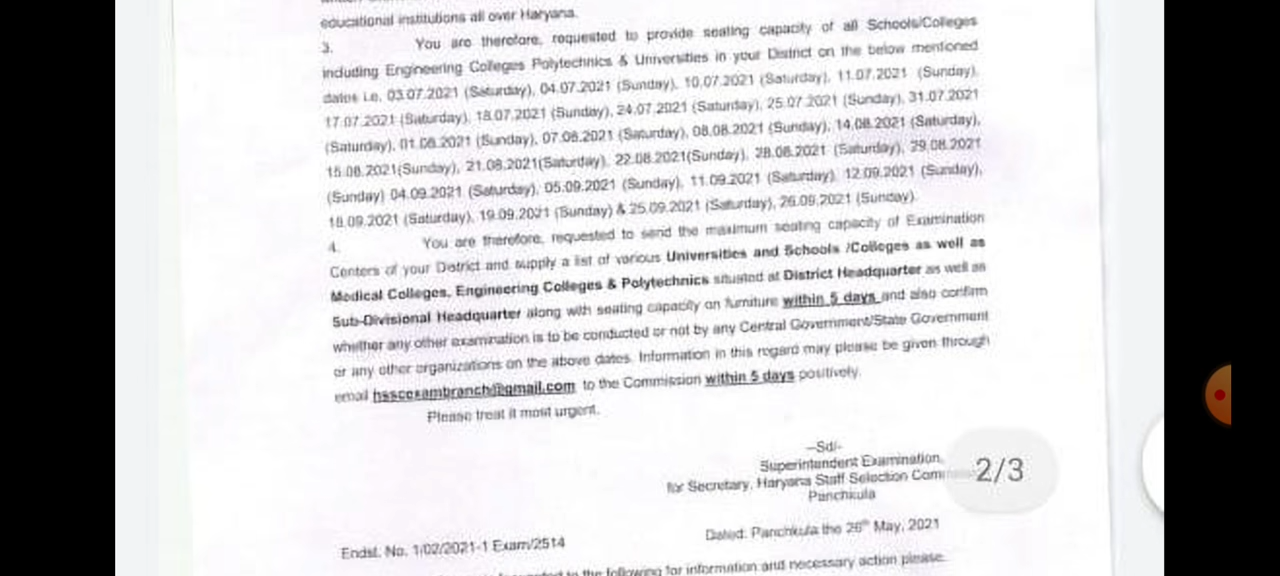 educational institutions all over Haryana.
3. You are therefore, requested to provide seating capacity of all Schools/Colleges
including Engineering Colleges Polytechnics & Universities in your District on the below mentioned
dates i.e. 03.07.2021 (Saturday), 04.07.2021 (Sunday), 10.07.2021 (Saturday), 11.07.2021 (Sunday),
17.07.2021 (Saturday), 18.07.2021 (Sunday), 24.07.2021 (Saturday), 25.07.2021 (Sunday), 31.07.2021
(Saturday), 01.08.2021 (Sunday), 07.08.2021 (Saturday), 08.08.2021 (Sunday), 14.08.2021 (Saturday),
15.08.2021(Sunday), 21.08.2021(Saturday), 22.08.2021(Sunday), 28.08.2021 (Saturday), 29.08.2021
(Sunday) 04.09.2021 (Saturday), 05.09.2021 (Sunday), 11.09.2021 (Saturday), 12.09.2021 (Sunday),
18.09.2021 (Saturday), 19.09.2021 (Sunday) & 25.09.2021 (Saturday), 26.09.2021 (Sunday).
4. You are therefore, requested to send the maximum seating capacity of Examination
Centers of your District and supply a list of various Universities and Schools /Colleges as well as
Medical Colleges, Engineering Colleges & Polytechnics situated at District Headquarter as well as
Sub-Divisional Headquarter along with seating capacity on furniture within 5 days and also confirm
whether any other examination is to be conducted or not by any Central Government/State Government
or any other organizations on the above dates. Information in this regard may please be given through
email hsscexambranch@gmail.com to the Commission within 5 days positively.
Please treat it most urgent.
-Sd/-
Superintendent Examination,
for Secretary, Haryana Staff Selection Comm
Panchkula
2/3
Dated: Panchkula the 26th May, 2021
Endst. No. 1/02/2021-1 Exam/2514
to the following for information and necessary action please.